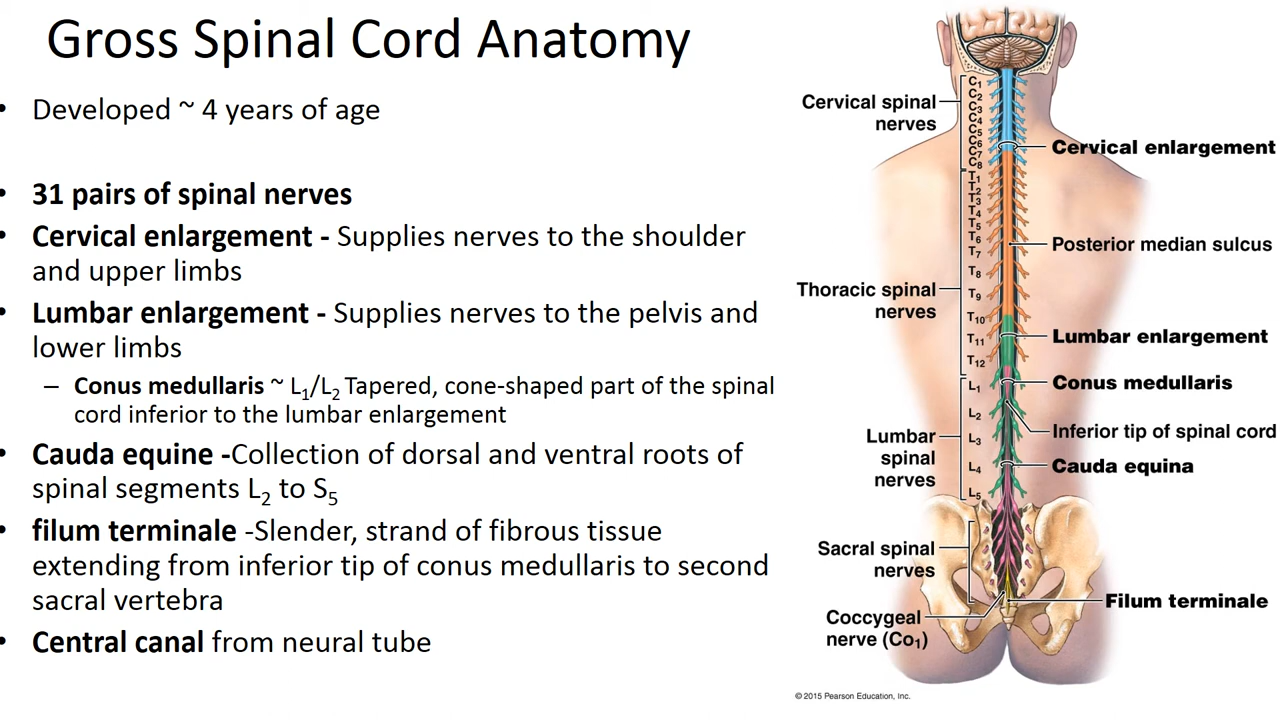 Gross Spinal Cord Anatomy
• Developed ~ 4 years of age
• 31 pairs of spinal nerves
• Cervical enlargement - Supplies nerves to the shoulder
and upper limbs
• Lumbar enlargement - Supplies nerves to the pelvis and
lower limbs
– Conus medullaris ~ L1/L2 Tapered, cone-shaped part of the spinal
cord inferior to the lumbar enlargement
• Cauda equine -Collection of dorsal and ventral roots of
spinal segments L2 to S5
• filum terminale -Slender, strand of fibrous tissue
extending from inferior tip of conus medullaris to second
sacral vertebra
• Central canal from neural tube
Cervical spinal
nerves
C1
C2
C3
C4
C5
C6
C7
C8
Cervical enlargement
T1
T2
T3
T4
T5
T6
T7
T8
T9
T10
T11
T12
Posterior median sulcus
Thoracic spinal
nerves
Lumbar enlargement
L1
L2
L3
L4
L5
Conus medullaris
Inferior tip of spinal cord
Lumbar
spinal
nerves
Cauda equina
Sacral spinal
nerves
Filum terminale
Coccygeal
nerve (Co1)
© 2015 Pearson Education, Inc.